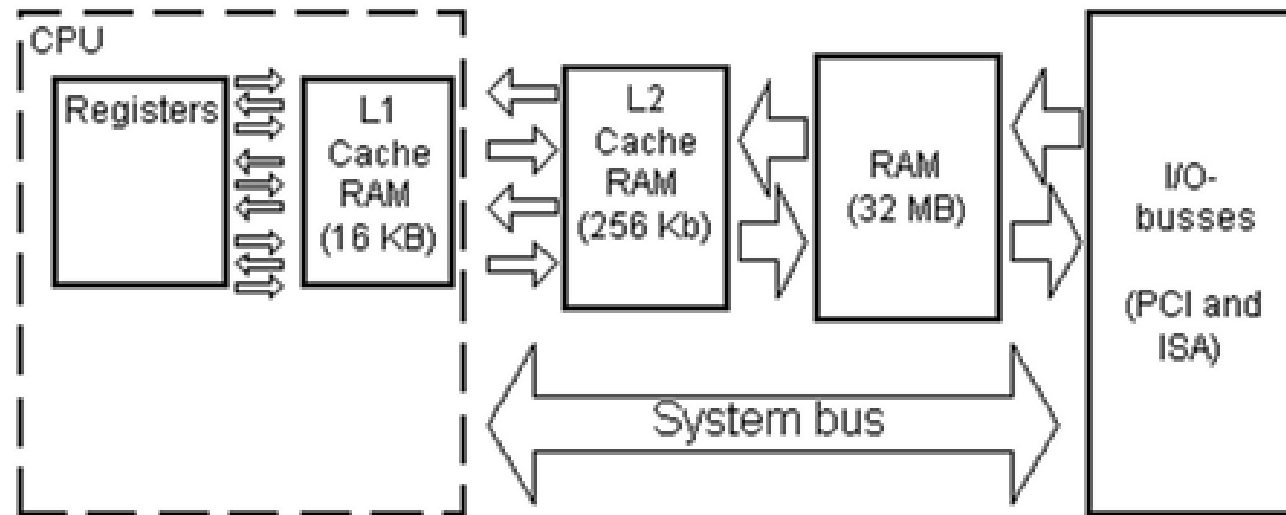 CPU
Registers
L1
Cache
RAM
(16 KB)
L2
Cache
RAM
(256 Kb)
RAM
(32 MB)
I/O-
busses
(PCI and
ISA)
System bus